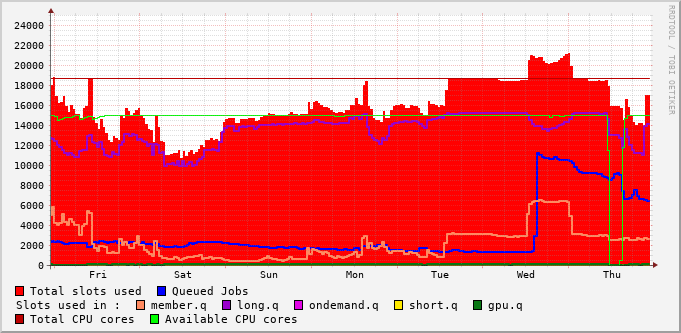 24000
22000
20000
18000
16000
14000
12000
10000
8000
6000
4000
2000
0
Fri Sat Sun Mon Tue Wed Thu
Total slots used Queued Jobs
Slots used in : member.q long.q ondemand.q short.q gpu.q
Total CPU cores Available CPU cores
RRDTOOL / TOBI OETIKER